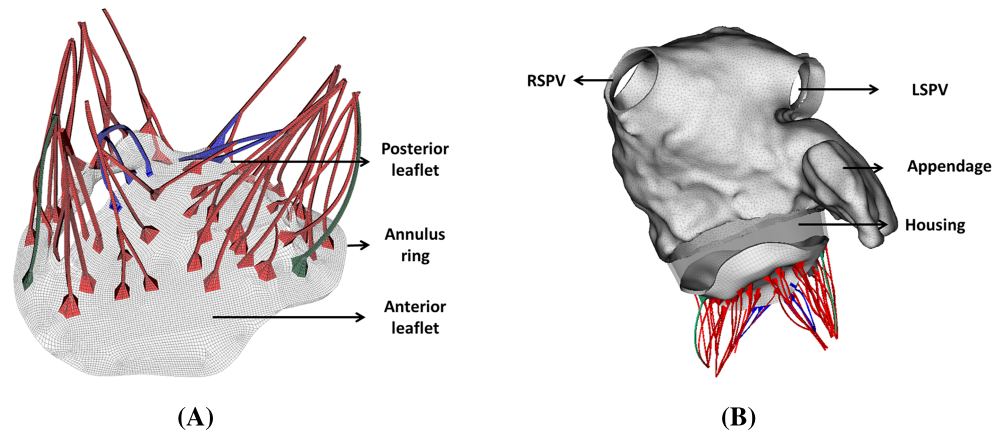 Posterior
leaflet
Annulus
ring
Anterior
leaflet
(A)
RSPV
LSPV
Appendage
Housing
(B)